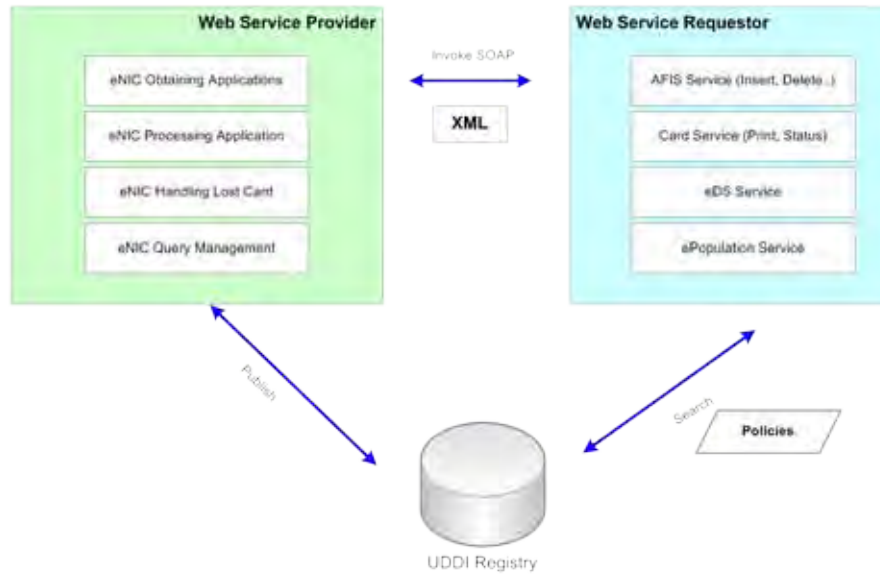 Web Service Provider
Web Service Requestor
Invoke SOAP
XML
eNIC Obtaining Applications
eNIC Processing Application
eNIC Handling Lost Card
eNIC Query Management
AFIS Service (Insert, Delete..)
Card Service (Print, Status)
eDS Service
ePopulation Service
Publish
Search
Policies
UDDI Registry